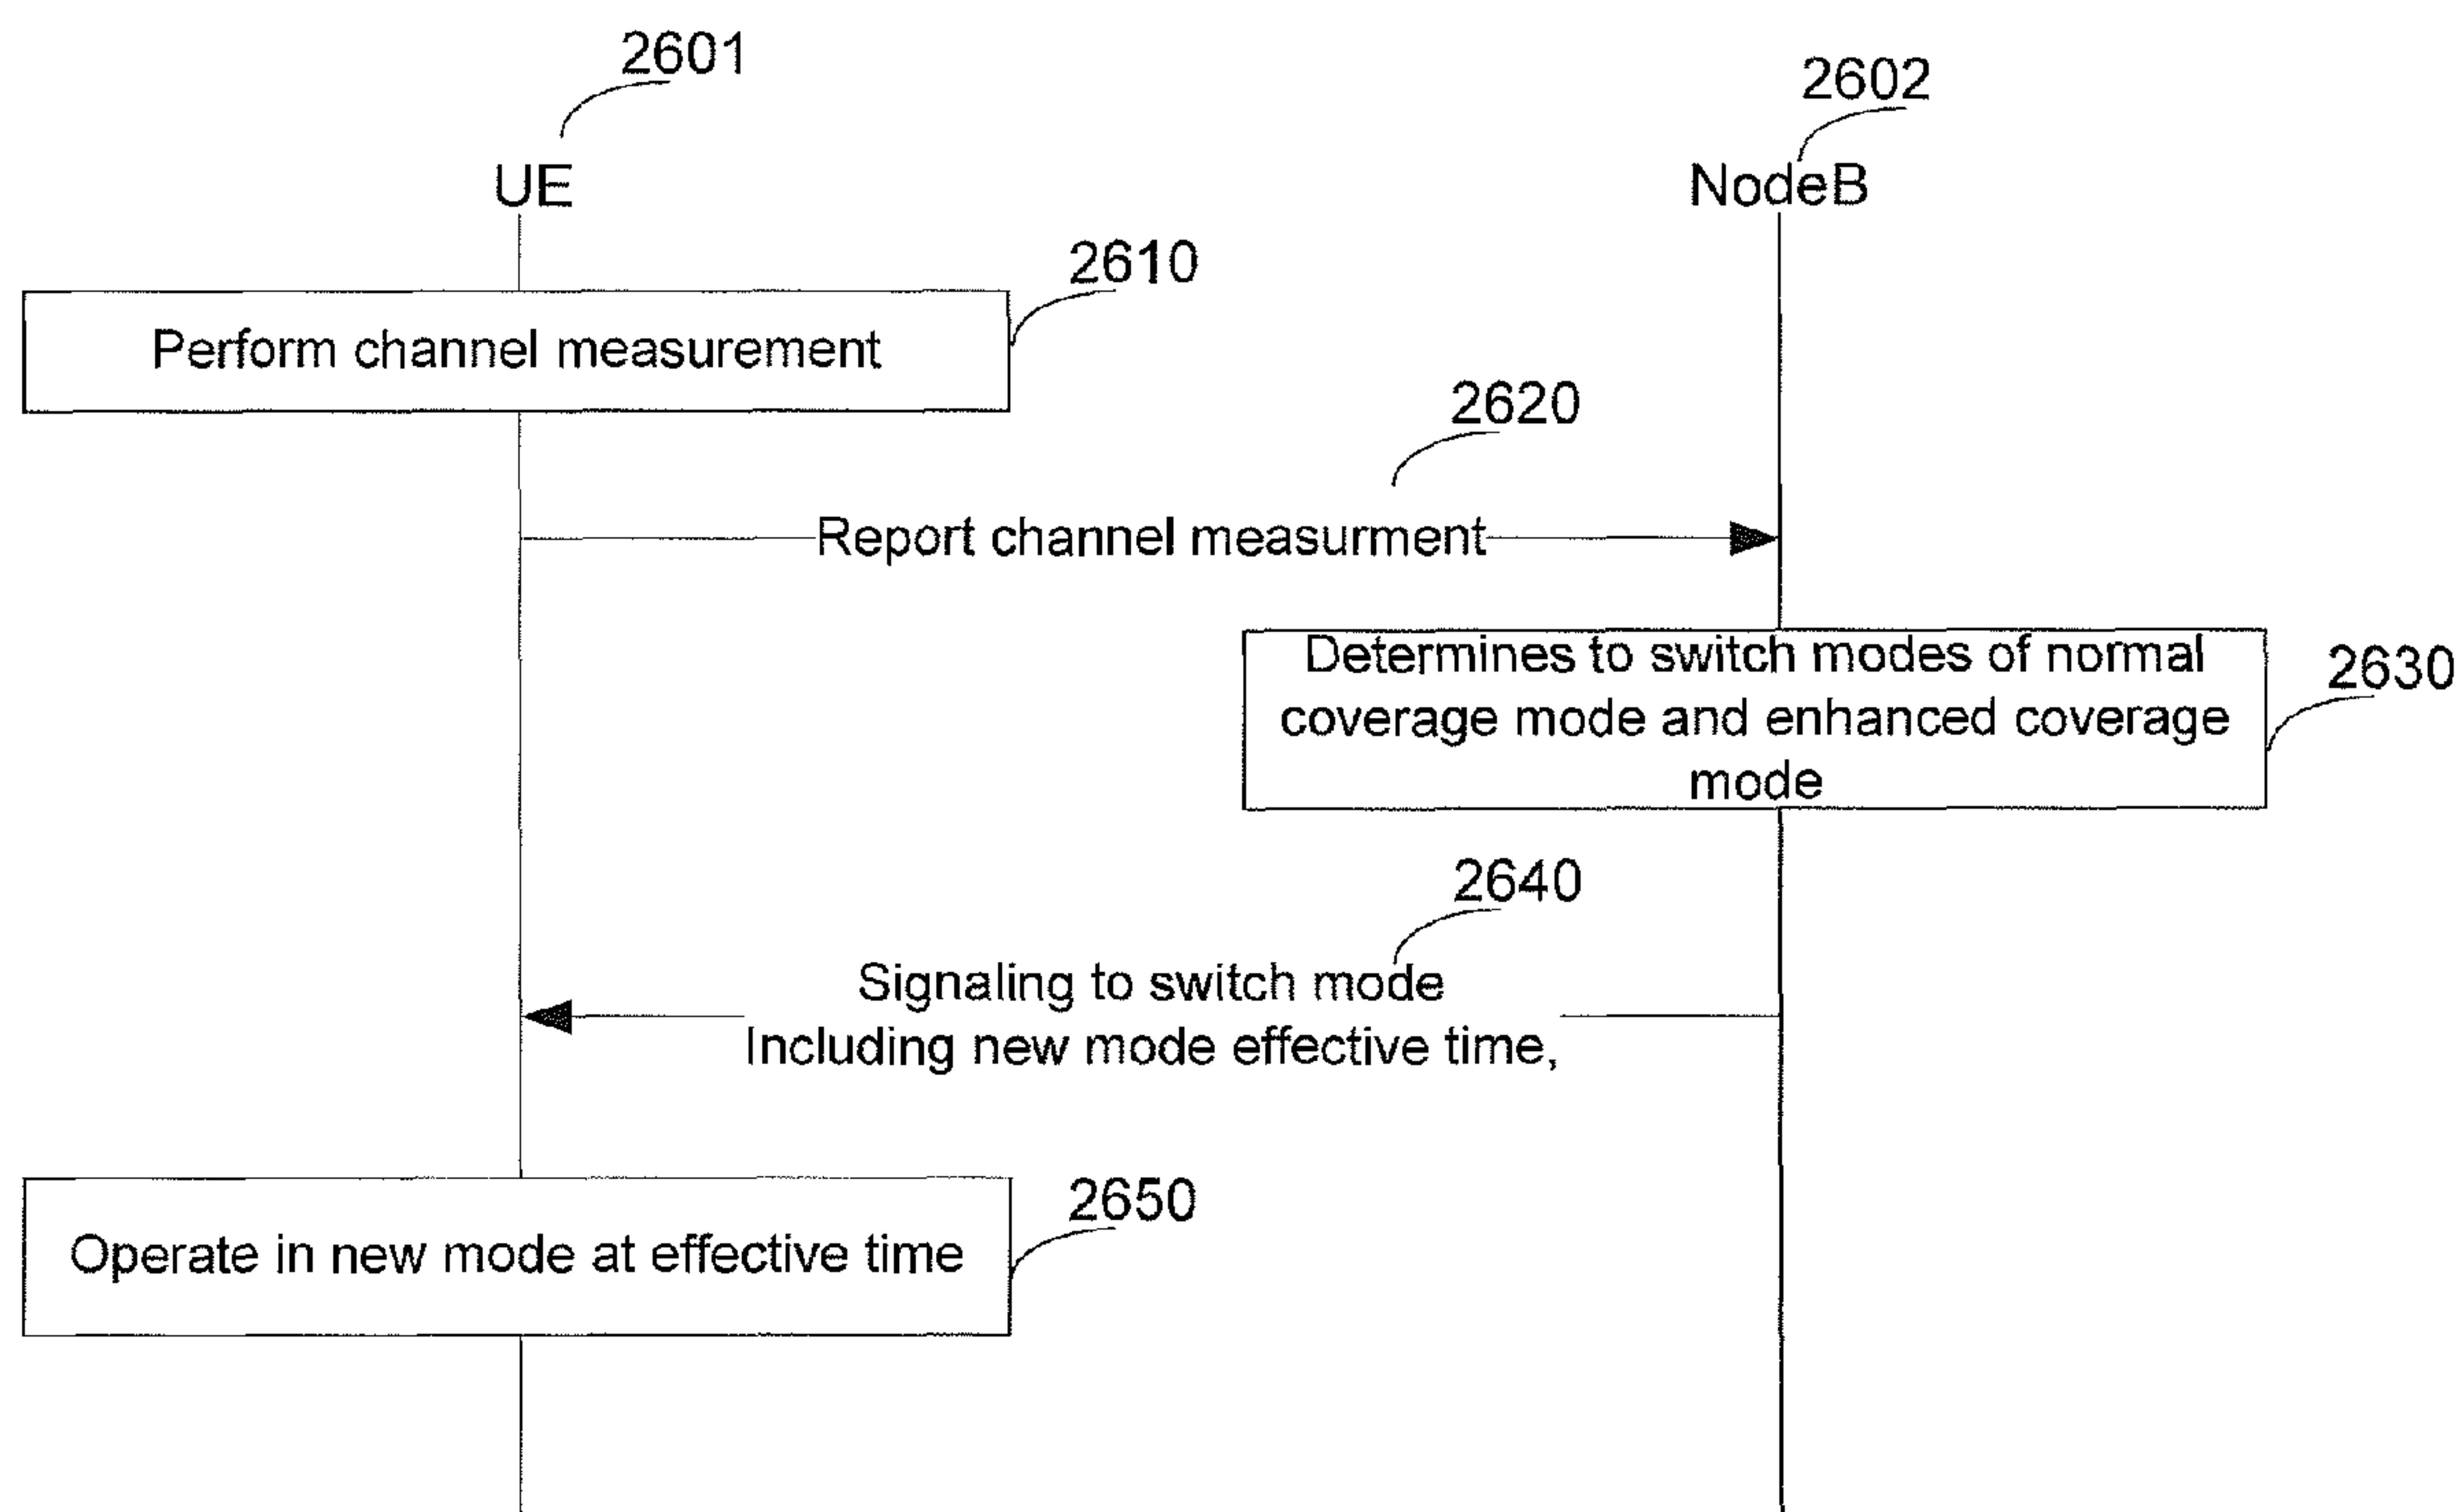 2601
2602
UE
NodeB
2610
Perform channel measurement
2620
Report channel measurment
Determines to switch modes of normal
coverage mode and enhanced coverage
mode
2630
2640
Signaling to switch mode
Including new mode effective time,
2650
Operate in new mode at effective time